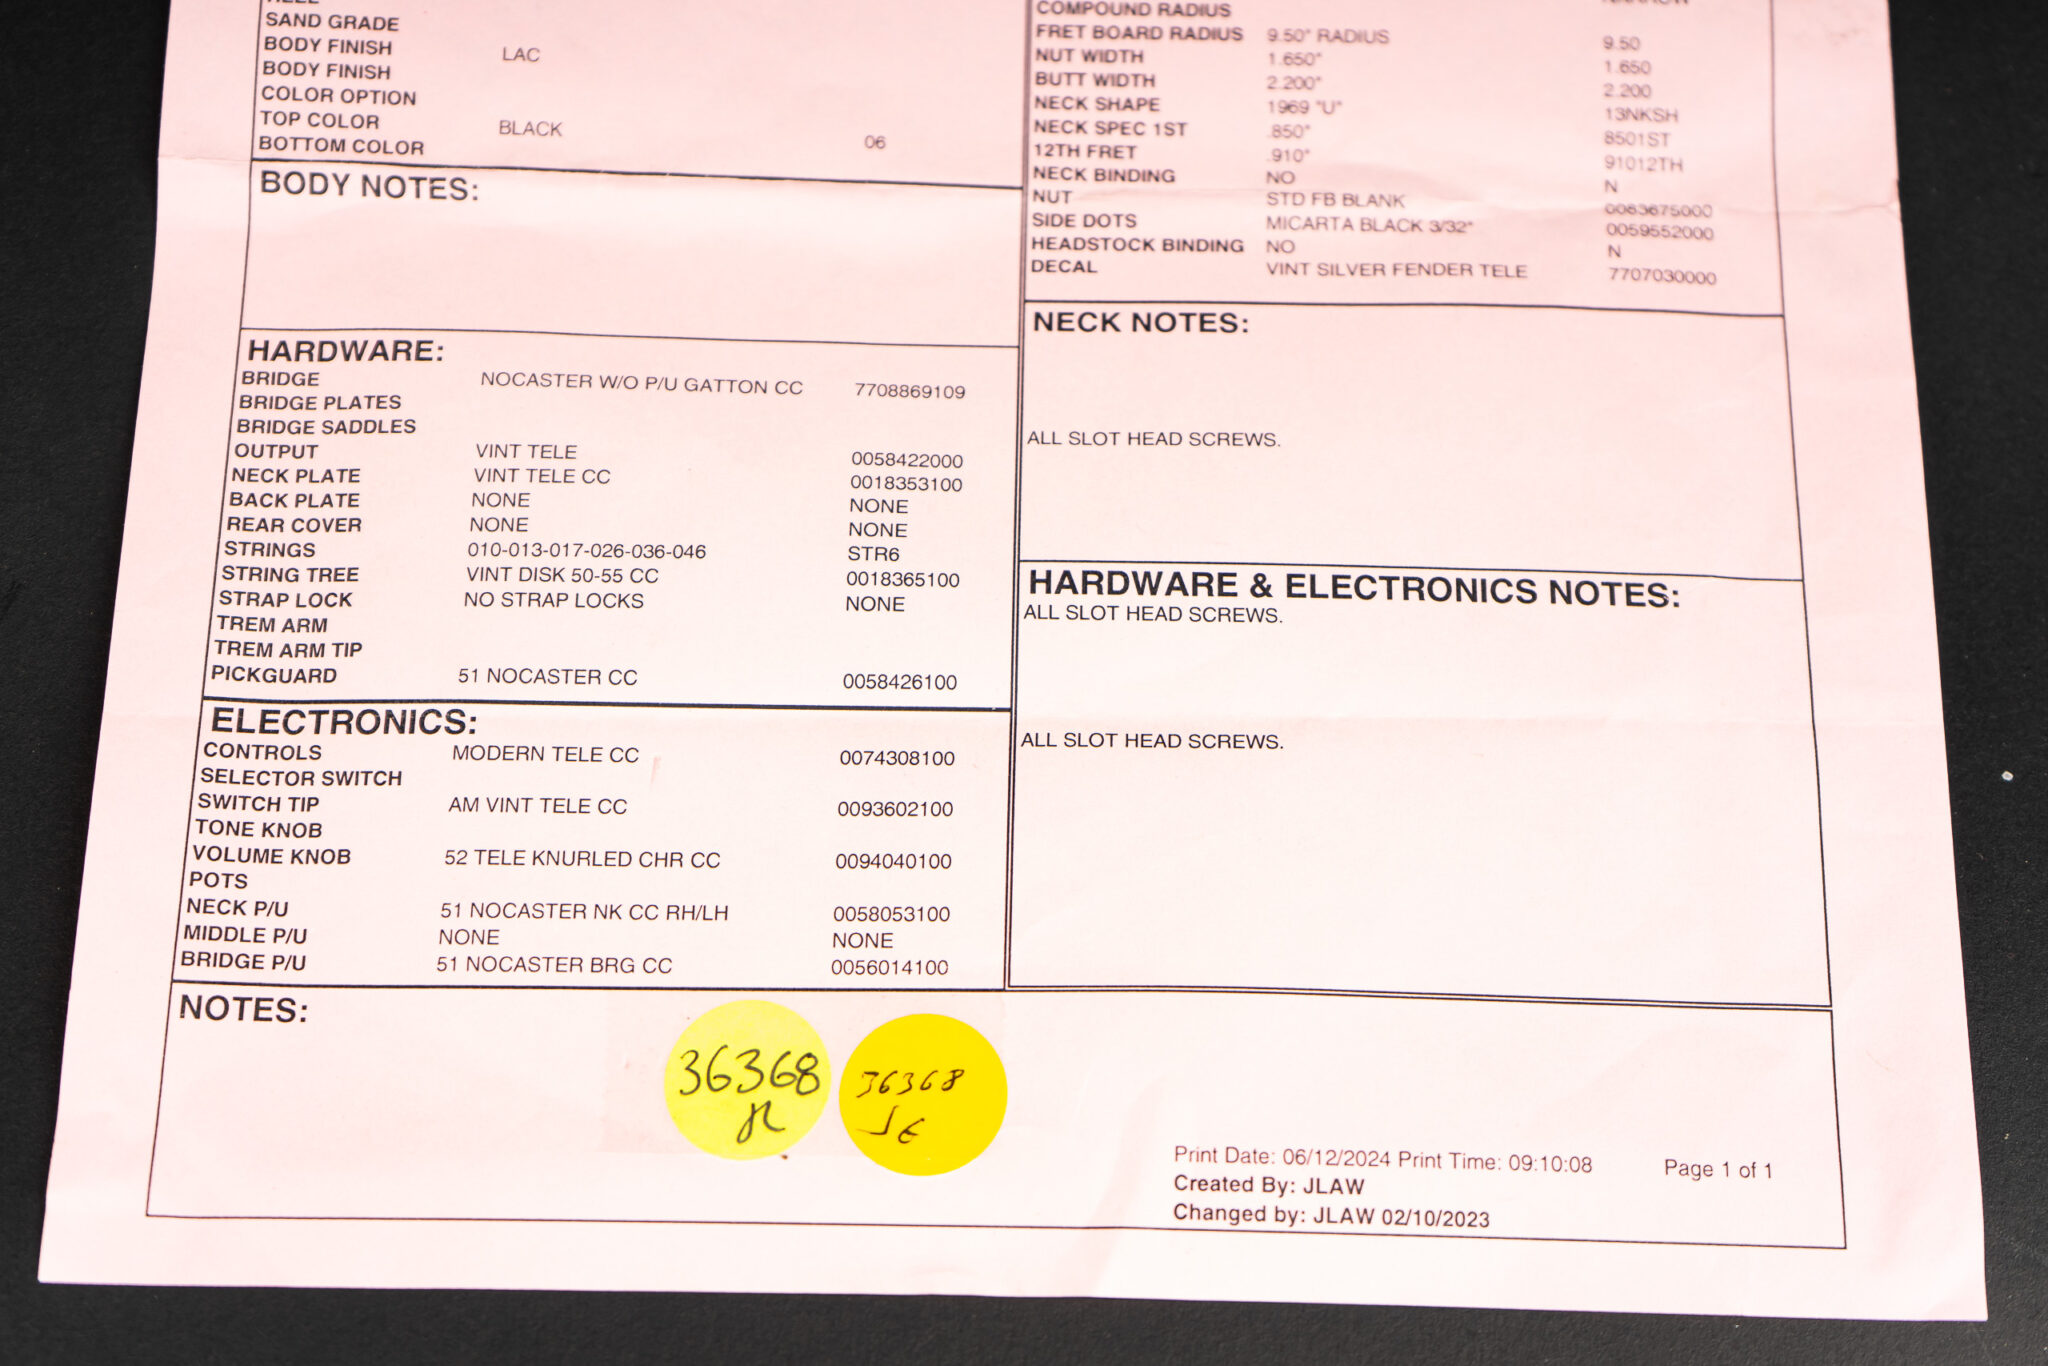 SAND GRADE
BODY FINISH LAC
BODY FINISH
COLOR OPTION
TOP COLOR BLACK 06
BOTTOM COLOR
BODY NOTES:
HARDWARE:
BRIDGE NOCASTER W/O P/U GATTON CC 7708869109
BRIDGE PLATES
BRIDGE SADDLES
OUTPUT VINT TELE 0058422000
NECK PLATE VINT TELE CC 0018353100
BACK PLATE NONE NONE
REAR COVER NONE NONE
STRINGS 010-013-017-026-036-046 STR6
STRING TREE VINT DISK 50-55 CC 0018365100
STRAP LOCK NO STRAP LOCKS NONE
TREM ARM
TREM ARM TIP
PICKGUARD 51 NOCASTER CC 0058426100
ELECTRONICS:
CONTROLS MODERN TELE CC 0074308100
SELECTOR SWITCH
SWITCH TIP AM VINT TELE CC 0093602100
TONE KNOB
VOLUME KNOB 52 TELE KNURLED CHR CC 0094040100
POTS
NECK P/U 51 NOCASTER NK CC RH/LH 0058053100
MIDDLE P/U NONE NONE
BRIDGE P/U 51 NOCASTER BRG CC 0056014100
COMPOUND RADIUS
FRET BOARD RADIUS 9.50" RADIUS 9.50
NUT WIDTH 1.650" 1.650
BUTT WIDTH 2.200" 2.200
NECK SHAPE 1969 "U" 13NKSH
NECK SPEC 1ST .850" 8501ST
12TH FRET .910" 91012TH
NECK BINDING NO N
NUT STD FB BLANK 0083675000
SIDE DOTS MICARTA BLACK 3/32" 0059552000
HEADSTOCK BINDING NO N
DECAL VINT SILVER FENDER TELE 7707030000
NECK NOTES:
ALL SLOT HEAD SCREWS.
HARDWARE & ELECTRONICS NOTES:
ALL SLOT HEAD SCREWS.
ALL SLOT HEAD SCREWS.
NOTES:
36368
36368
JE
Print Date: 06/12/2024 Print Time: 09:10:08 Page 1 of 1
Created By: JLAW
Changed by: JLAW 02/10/2023